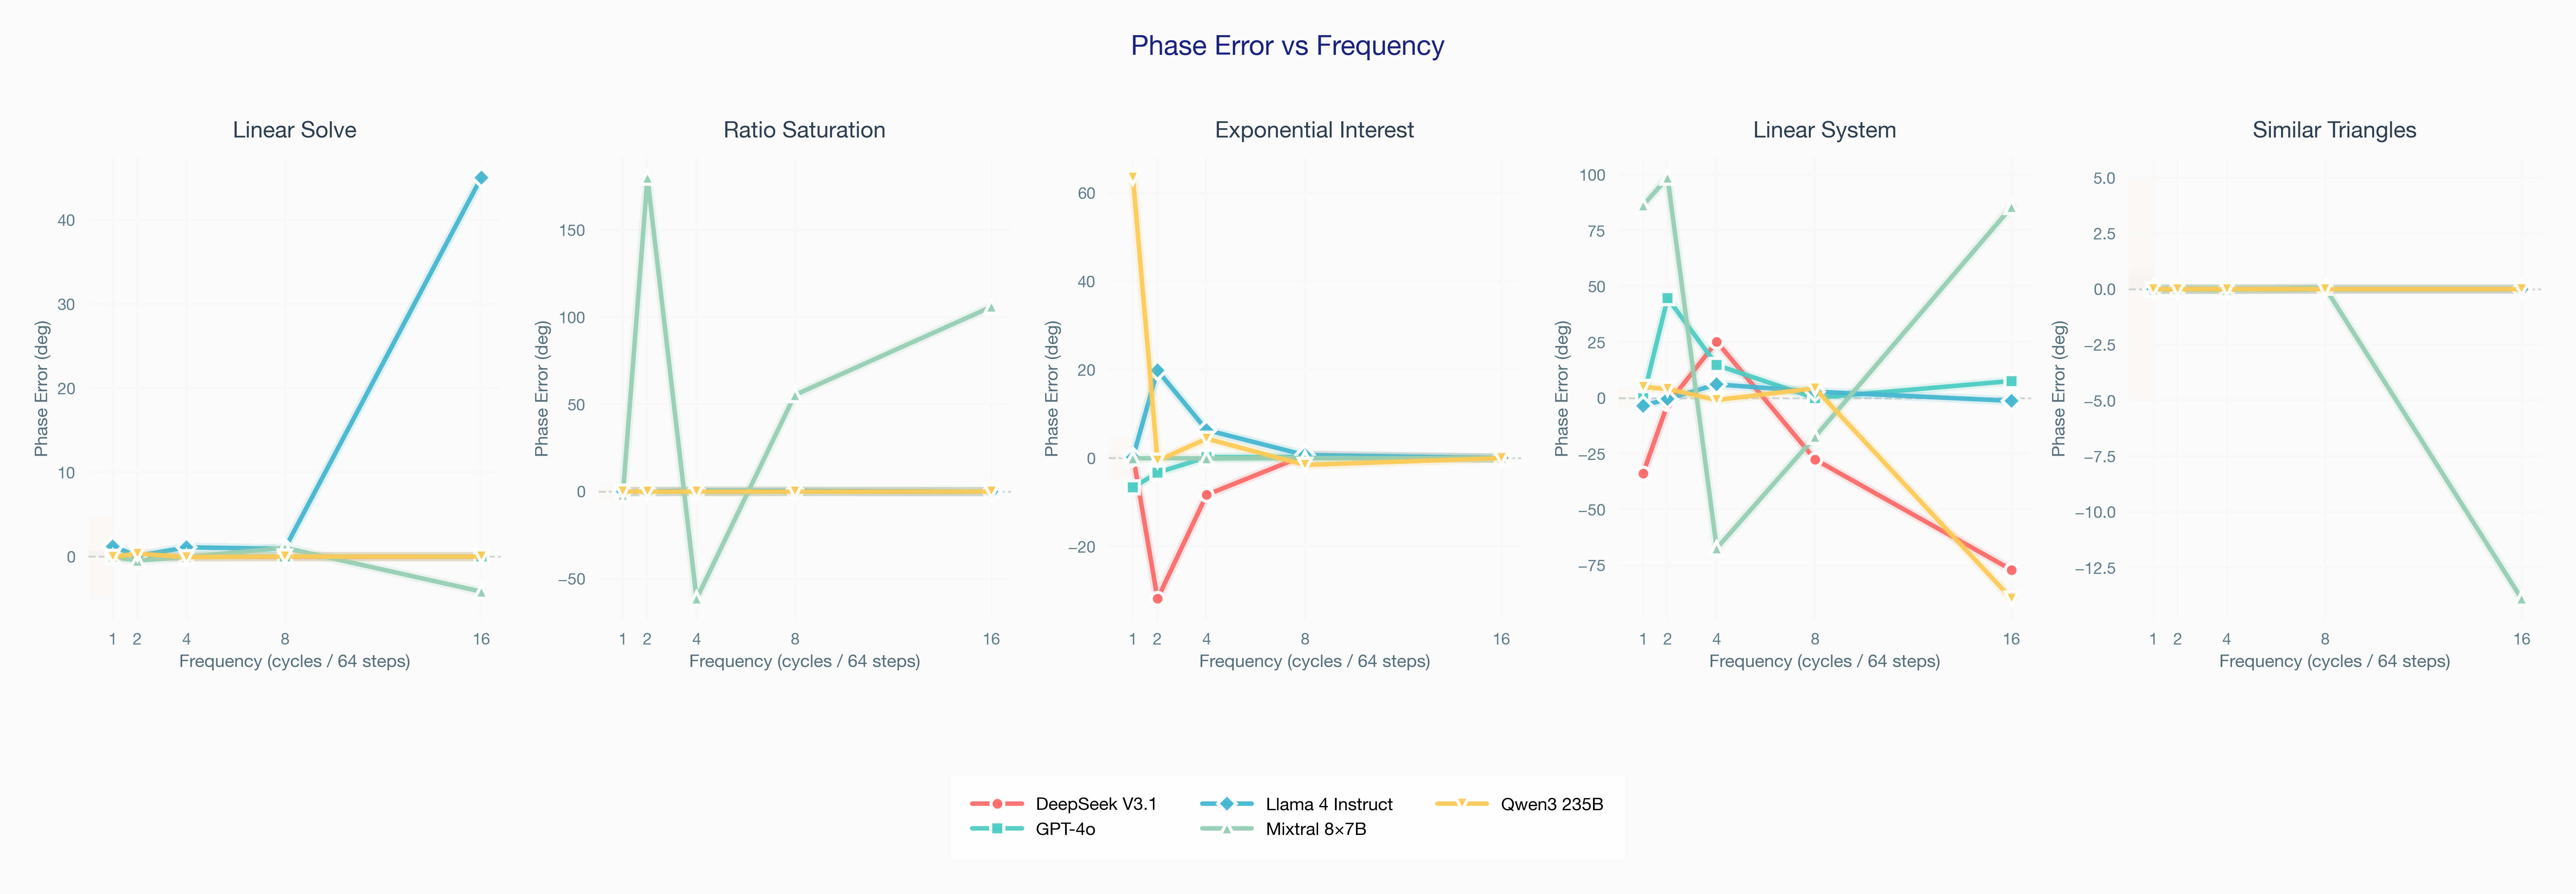 Phase Error vs Frequency
Linear Solve
Phase Error (deg)
40
30
20
10
0
1 2 4 8 16
Frequency (cycles / 64 steps)
Ratio Saturation
Phase Error (deg)
150
100
50
0
−50
1 2 4 8 16
Frequency (cycles / 64 steps)
Exponential Interest
Phase Error (deg)
60
40
20
0
−20
1 2 4 8 16
Frequency (cycles / 64 steps)
Linear System
Phase Error (deg)
100
75
50
25
0
−25
−50
−75
1 2 4 8 16
Frequency (cycles / 64 steps)
Similar Triangles
Phase Error (deg)
5.0
2.5
0.0
−2.5
−5.0
−7.5
−10.0
−12.5
1 2 4 8 16
Frequency (cycles / 64 steps)
DeepSeek V3.1
GPT-4o
Llama 4 Instruct
Mixtral 8×7B
Qwen3 235B